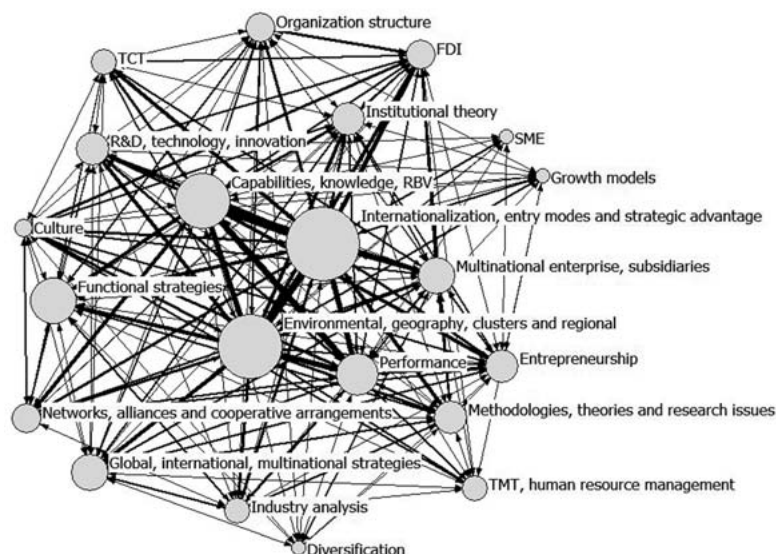 Organization structure
FDI
TCT
Institutional theory
R&D, technology, innovation
SME
Capabilities, knowledge, RBV
Growth models
Internationalization, entry modes and strategic advantage
Culture
Multinational enterprise, subsidiaries
Functional strategies
Environmental, geography, clusters and regional
Performance
Entrepreneurship
Networks, alliances and cooperative arrangements
Methodologies, theories and research issues
Global, international, multinational strategies
TMT, human resource management
Industry analysis
Diversification